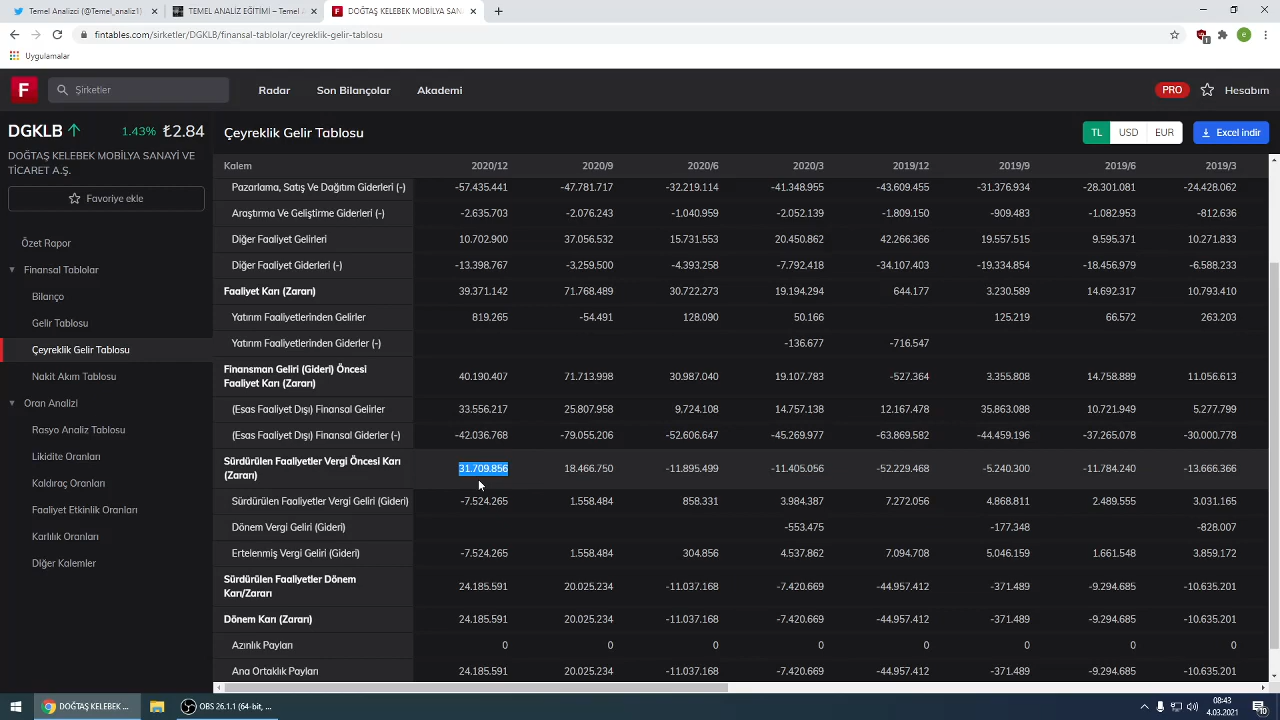 Temel Analizci (@Temel_analiz1)
TEMEL ANALİZ EĞİTİMİ – Temel A
DOĞTAŞ KELEBEK MOBİLYA SANAYİ
fintables.com/sirketler/DGKLB/finansal-tablolar/ceyreklik-gelir-tablosu
1
e
Uygulamalar
F
Şirketler
Radar
Son Bilançolar
Akademi
PRO
Hesabım
DGKLB
1.43% ₺2.84
DOĞTAŞ KELEBEK MOBİLYA SANAYİ VE
TİCARET A.Ş.
Favoriye ekle
Özet Rapor
Finansal Tablolar
Bilanço
Gelir Tablosu
Çeyreklik Gelir Tablosu
Nakit Akım Tablosu
Oran Analizi
Rasyo Analiz Tablosu
Likidite Oranları
Kaldıraç Oranları
Faaliyet Etkinlik Oranları
Karlılık Oranları
Diğer Kalemler
Çeyreklik Gelir Tablosu
TL USD EUR
Excel indir
Kalem 2020/12 2020/9 2020/6 2020/3 2019/12 2019/9 2019/6 2019/3
Pazarlama, Satış Ve Dağıtım Giderleri (-) -57.435.441 -47.781.717 -32.219.114 -41.348.955 -43.609.455 -31.376.934 -28.301.081 -24.428.062
Araştırma Ve Geliştirme Giderleri (-) -2.635.703 -2.076.243 -1.040.959 -2.052.139 -1.809.150 -909.483 -1.082.953 -812.636
Diğer Faaliyet Gelirleri 10.702.900 37.056.532 15.731.553 20.450.862 42.266.366 19.557.515 9.595.371 10.271.833
Diğer Faaliyet Giderleri (-) -13.398.767 -3.259.500 -4.393.258 -7.792.418 -34.107.403 -19.334.854 -18.456.979 -6.588.233
Faaliyet Karı (Zararı) 39.371.142 71.768.489 30.722.273 19.194.294 644.177 3.230.589 14.692.317 10.793.410
Yatırım Faaliyetlerinden Gelirler 819.265 -54.491 128.090 50.166 125.219 66.572 263.203
Yatırım Faaliyetlerinden Giderler (-) -136.677 -716.547
Finansman Geliri (Gideri) Öncesi
Faaliyet Karı (Zararı) 40.190.407 71.713.998 30.987.040 19.107.783 -527.364 3.355.808 14.758.889 11.056.613
(Esas Faaliyet Dışı) Finansal Gelirler 33.556.217 25.807.958 9.724.108 14.757.138 12.167.478 35.863.088 10.721.949 5.277.799
(Esas Faaliyet Dışı) Finansal Giderler (-) -42.036.768 -79.055.206 -52.606.647 -45.269.977 -63.869.582 -44.459.196 -37.265.078 -30.000.778
Sürdürülen Faaliyetler Vergi Öncesi Karı
(Zararı) 31.709.856 18.466.750 -11.895.499 -11.405.056 -52.229.468 -5.240.300 -11.784.240 -13.666.366
Sürdürülen Faaliyetler Vergi Geliri (Gideri) -7.524.265 1.558.484 858.331 3.984.387 7.272.056 4.868.811 2.489.555 3.031.165
Dönem Vergi Geliri (Gideri) -553.475 -177.348 -828.007
Ertelenmiş Vergi Geliri (Gideri) -7.524.265 1.558.484 304.856 4.537.862 7.094.708 5.046.159 1.661.548 3.859.172
Sürdürülen Faaliyetler Dönem
Karı/Zararı 24.185.591 20.025.234 -11.037.168 -7.420.669 -44.957.412 -371.489 -9.294.685 -10.635.201
Dönem Karı (Zararı) 24.185.591 20.025.234 -11.037.168 -7.420.669 -44.957.412 -371.489 -9.294.685 -10.635.201
Azınlık Payları 0 0 0 0 0 0 0 0
Ana Ortaklık Payları 24.185.591 20.025.234 -11.037.168 -7.420.669 -44.957.412 -371.489 -9.294.685 -10.635.201
DOĞTAŞ KELEBEK ...
OBS 26.1.1 (64-bit, ...
08:43
4.03.2021
10